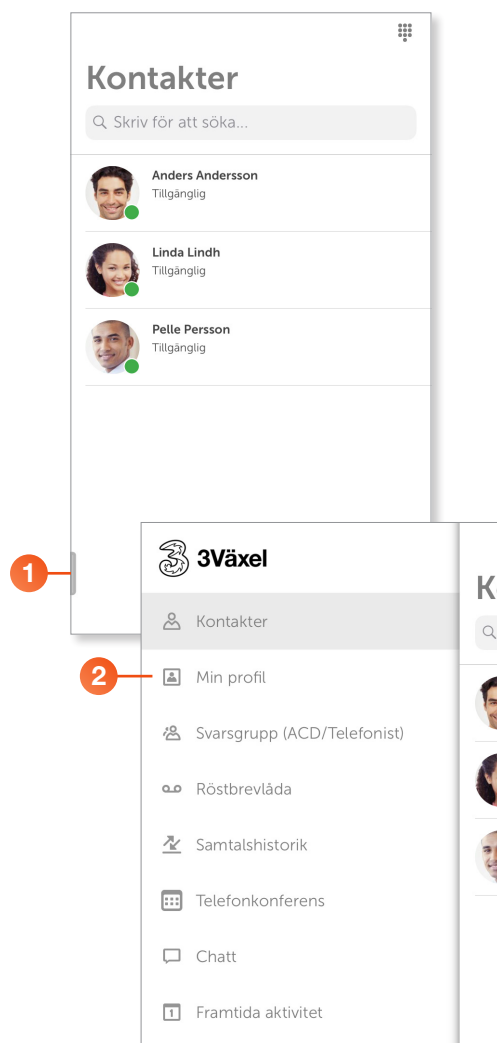 Kontakter
Skriv för att söka...
Anders Andersson
Tillgänglig
Linda Lindh
Tillgänglig
Pelle Persson
Tillgänglig
1
3Växel
Kontakter
2
Min profil
Svarsgrupp (ACD/Telefonist)
Röstbrevlåda
Samtalshistorik
Telefonkonferens
Chatt
1
Framtida aktivitet